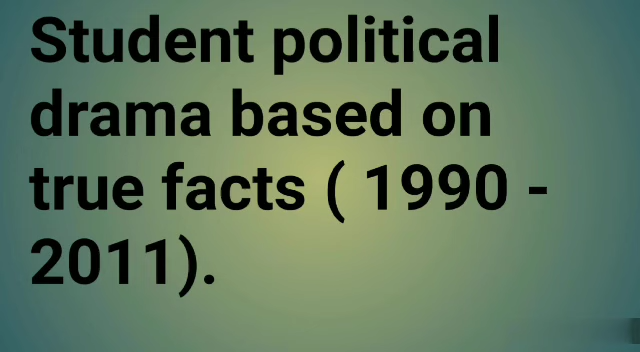 Student political
drama based on
true facts ( 1990 -
2011).